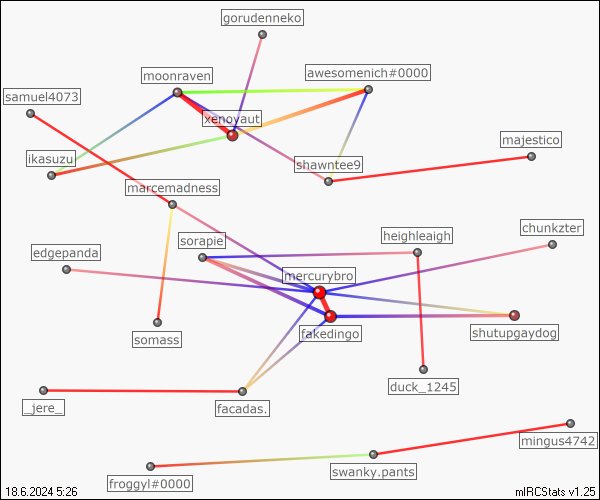 gorudenneko
moonraven
awesomenich#0000
samuel4073
xenoyaut
majestico
ikasuzu
shawntee9
marcemadness
sorapie
heighleaigh
chunkzter
edgepanda
mercurybro
somass
fakedingo
shutupgaydog
duck_1245
_jere_
facadas.
mingus4742
swanky.pants
froggyl#0000
18.6.2024 5:26
mIRCStats v1.25